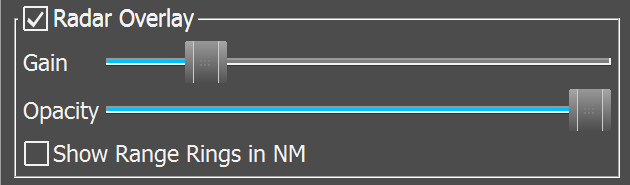 Radar Overlay
Gain
Opacity
Show Range Rings in NM